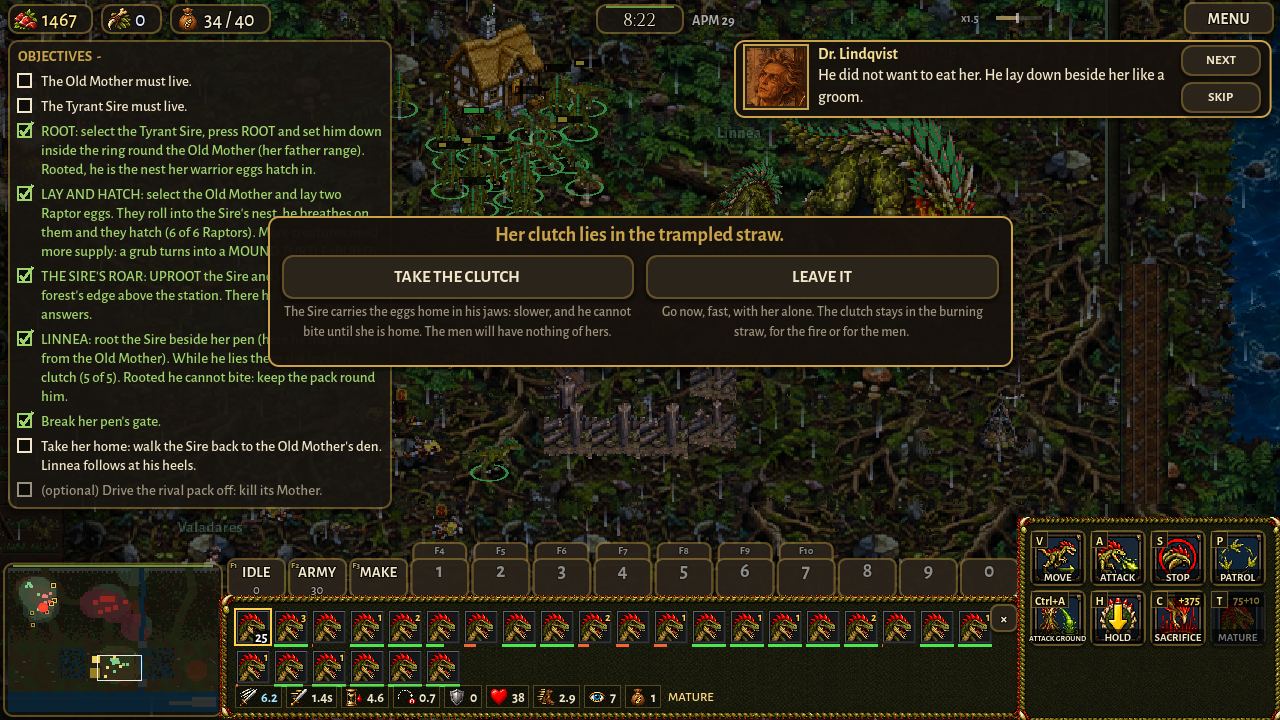 1467
0
34 / 40
8:22
APM 29
x1.5
MENU
OBJECTIVES -
The Old Mother must live.
The Tyrant Sire must live.
ROOT: select the Tyrant Sire, press ROOT and set him down
inside the ring round the Old Mother (her father range).
Rooted, he is the nest her warrior eggs hatch in.
LAY AND HATCH: select the Old Mother and lay two
Raptor eggs. They roll into the Sire's nest, he breathes on
them and they hatch (6 of 6 Raptors).
more supply: a grub turns into a MOUN
THE SIRE'S ROAR: UPROOT the Sire and
forest's edge above the station. There h
answers.
LINNEA: root the Sire beside her pen (h
from the Old Mother). While he lies the
clutch (5 of 5). Rooted he cannot bite: keep the pack round
him.
Break her pen's gate.
Take her home: walk the Sire back to the Old Mother's den.
Linnea follows at his heels.
(optional) Drive the rival pack off: kill its Mother.
Dr. Lindqvist
He did not want to eat her. He lay down beside her like a
groom.
NEXT
SKIP
Linnea
Her clutch lies in the trampled straw.
TAKE THE CLUTCH
The Sire carries the eggs home in his jaws: slower, and he cannot
bite until she is home. The men will have nothing of hers.
LEAVE IT
Go now, fast, with her alone. The clutch stays in the burning
straw, for the fire or for the men.
Valadares
F1 IDLE 0
F2 ARMY 30
F3 MAKE
F4 1
F5 2
F6 3
F7 4
F8 5
F9 6
F10 7
8
9
0
25
3
1
2
1
2
1
1
1
2
1
×
1
1
1
6.2
1.4s
4.6
0.7
0
38
2.9
7
1
MATURE
V MOVE
A ATTACK
S STOP
P PATROL
Ctrl+A ATTACK GROUND
H HOLD
C +375 SACRIFICE
T 75+10 MATURE